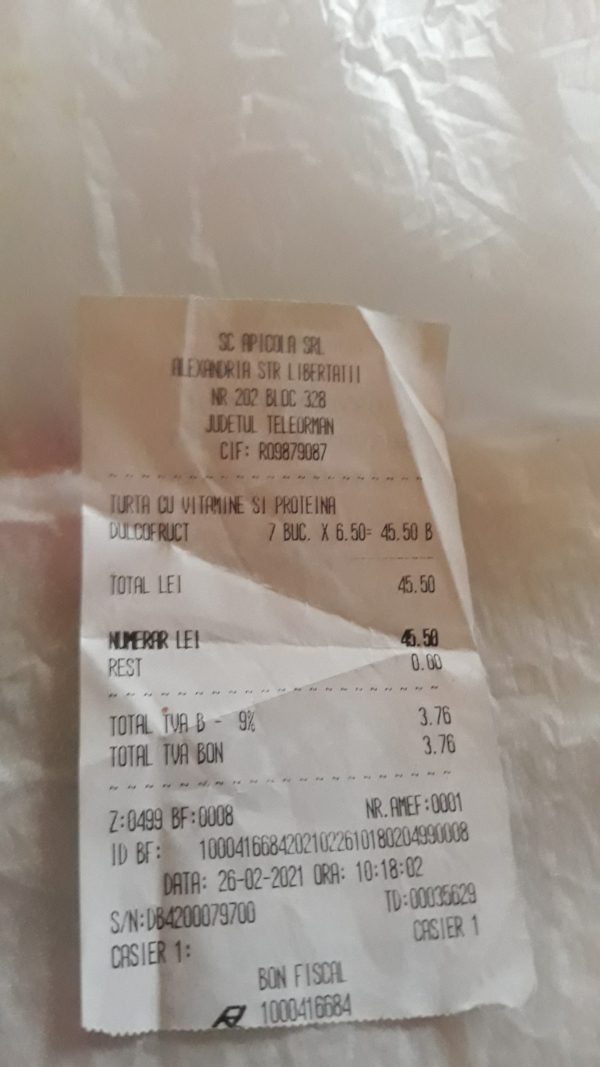 SC APICOLA SRL
ALEXANDRIA STR LIBERTATII
NR 202 BLOC 328
JUDETUL TELEORMAN
CIF: RO9879087
TURTA CU VITAMINE SI PROTEINA
DULCOFRUCT 7 BUC. X 6.50= 45.50 B
TOTAL LEI 45.50
NUMERAR LEI 45.50
REST 0.00
TOTAL TVA B - 9% 3.76
TOTAL TVA BON 3.76
Z:0499 BF:0008 NR.AMEF:0001
ID BF: 10004166842021022610180204990008
DATA: 26-02-2021 ORA: 10:18:02
S/N:DB4200079700 TD:00035629
CASIER 1: CASIER 1
BON FISCAL
1000416684